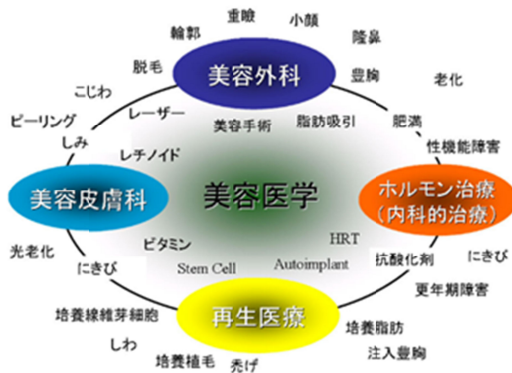 重瞼
小顔
輪郭
隆鼻
脱毛
美容外科
豊胸
老化
こじわ
レーザー
ピーリング
美容手術
脂肪吸引
肥満
しみ
レチノイド
性機能障害
美容皮膚科
美容医学
ホルモン治療
（内科的治療）
光老化
ビタミン
HRT
にきび
Stem Cell
Autoimplant
抗酸化剤
にきび
更年期障害
再生医療
培養線維芽細胞
培養脂肪
しわ
培養植毛
禿げ
注入豊胸